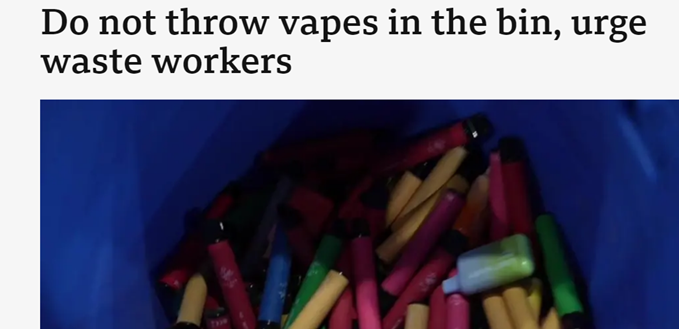 Do not throw vapes in the bin, urge
waste workers